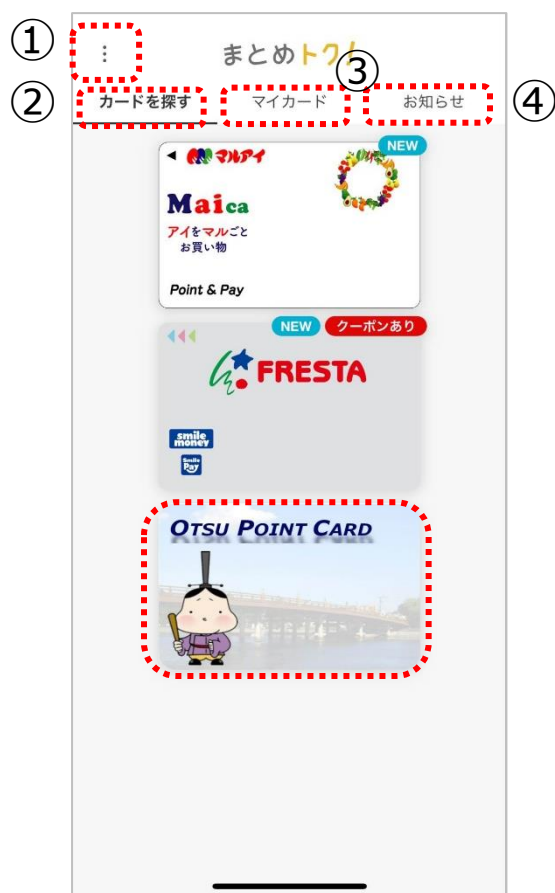 ①
⋮
まとめトク!
③
②
カードを探す
マイカード
お知らせ
④
NEW
マルアイ
Maica
アイをマルごと
お買い物
Point & Pay
NEW
クーポンあり
FRESTA
smile
money
Smile
Pay
OTSU POINT CARD